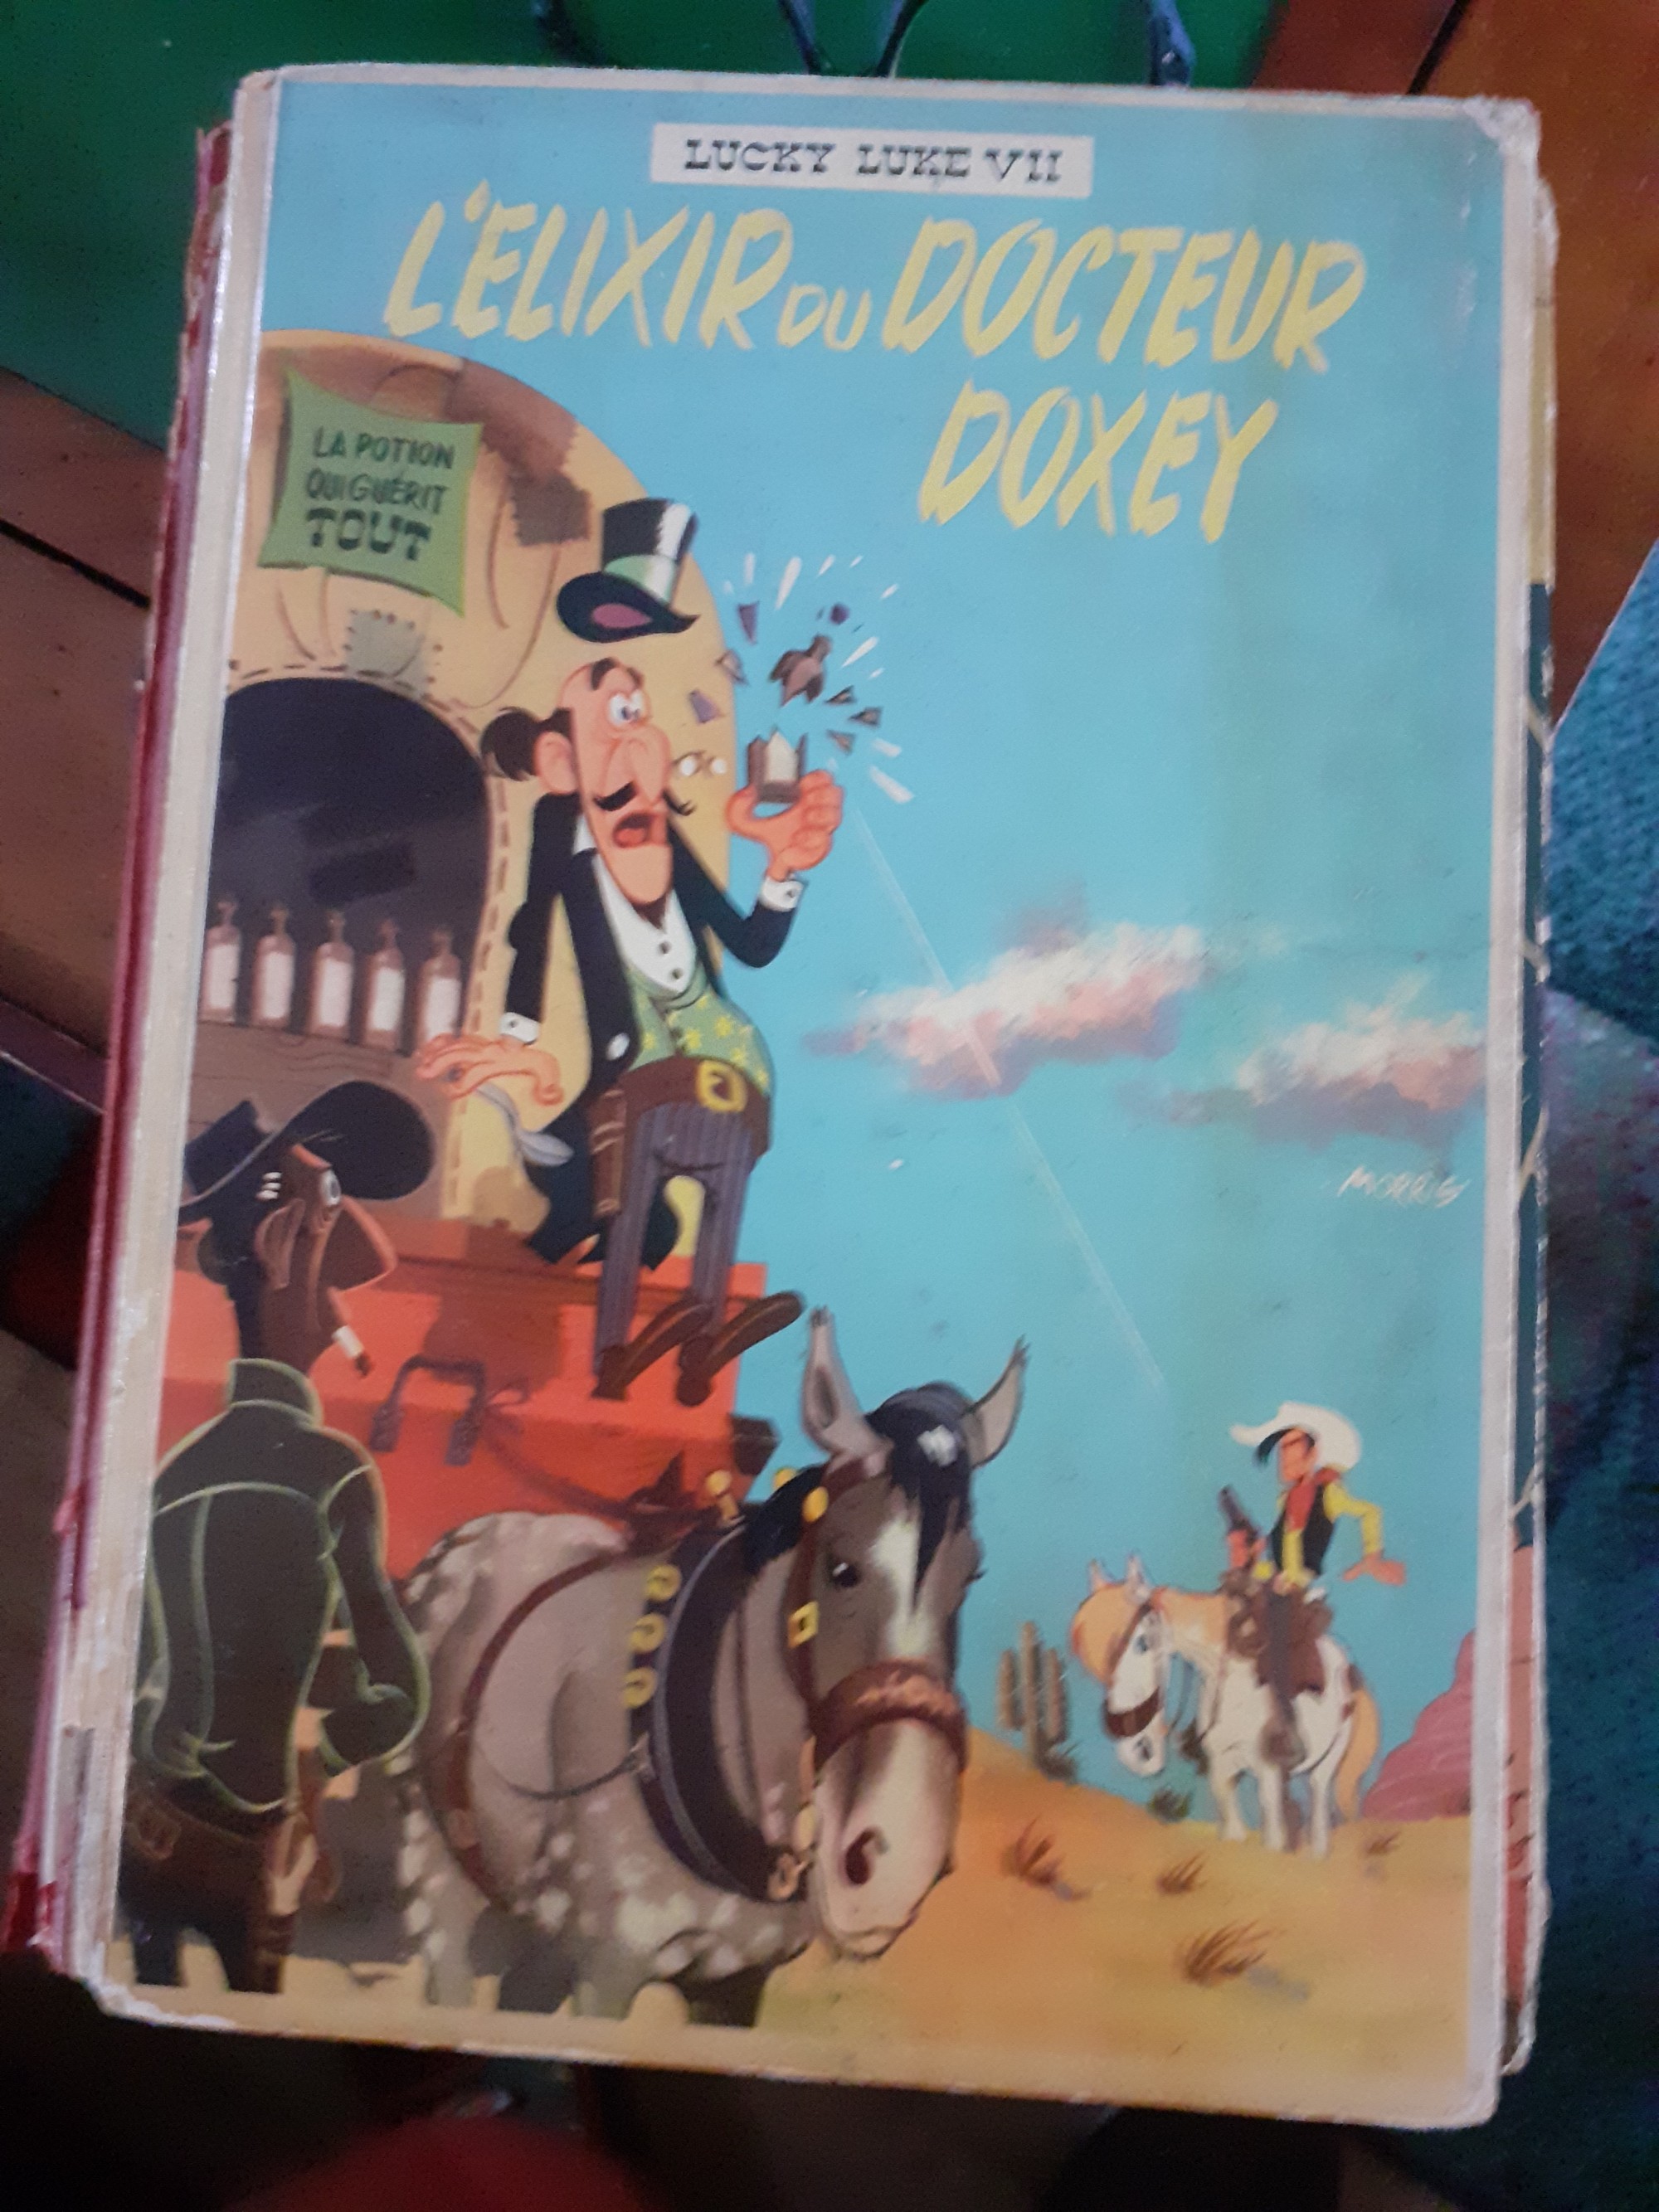 LUCKY LUKE VII
L'ELIXIR DU DOCTEUR
DOXEY
LA POTION
QUI GUÉRIT
TOUT
MORRIS